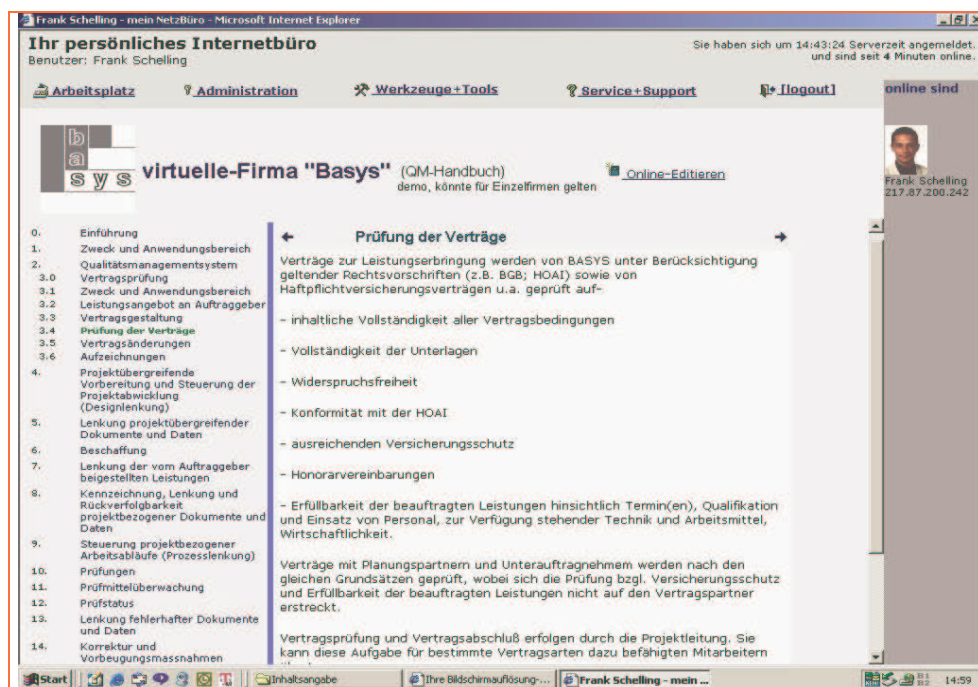 Frank Schelling - mein NetzBüro - Microsoft Internet Explorer
Ihr persönliches Internetbüro
Benutzer: Frank Schelling
Sie haben sich um 14:43:24 Serverzeit angemeldet.
und sind seit 4 Minuten online.
Arbeitsplatz
Administration
Werkzeuge+Tools
Service+Support
[logout]
online sind
basys
virtuelle-Firma "Basys" (QM-Handbuch)
demo, könnte für Einzelfirmen gelten
Online-Editieren
Frank Schelling
217.87.200.242
0. Einführung
1. Zweck und Anwendungsbereich
2. Qualitätsmanagementsystem
3.0 Vertragsprüfung
3.1 Zweck und Anwendungsbereich
3.2 Leistungsangebot an Auftraggeber
3.3 Vertragsgestaltung
3.4 Prüfung der Verträge
3.5 Vertragsänderungen
3.6 Aufzeichnungen
4. Projektübergreifende
Vorbereitung und Steuerung der
Projektabwicklung
(Designlenkung)
5. Lenkung projektübergreifender
Dokumente und Daten
6. Beschaffung
7. Lenkung der vom Auftraggeber
beigestellten Leistungen
8. Kennzeichnung, Lenkung und
Rückverfolgbarkeit
projektbezogener Dokumente und
Daten
9. Steuerung projektbezogener
Arbeitsabläufe (Prozesslenkung)
10. Prüfungen
11. Prüfmittelüberwachung
12. Prüfstatus
13. Lenkung fehlerhafter Dokumente
und Daten
14. Korrektur und
Vorbeugungsmassnahmen
Prüfung der Verträge
Verträge zur Leistungserbringung werden von BASYS unter Berücksichtigung
geltender Rechtsvorschriften (z.B. BGB; HOAI) sowie von
Haftpflichtversicherungsverträgen u.a. geprüft auf-
- inhaltliche Vollständigkeit aller Vertragsbedingungen
- Vollständigkeit der Unterlagen
- Widerspruchsfreiheit
- Konformität mit der HOAI
- ausreichenden Versicherungsschutz
- Honorarvereinbarungen
- Erfüllbarkeit der beauftragten Leistungen hinsichtlich Termin(en), Qualifikation
und Einsatz von Personal, zur Verfügung stehender Technik und Arbeitsmittel,
Wirtschaftlichkeit.
Verträge mit Planungspartnern und Unterauftragnehmem werden nach den
gleichen Grundsätzen geprüft, wobei sich die Prüfung bzgl. Versicherungsschutz
und Erfüllbarkeit der beauftragten Leistungen nicht auf den Vertragspartner
erstreckt.
Vertragsprüfung und Vertragsabschluß erfolgen durch die Projektleitung. Sie
kann diese Aufgabe für bestimmte Vertragsarten dazu befähigten Mitarbeitern
Start
Inhaltsangabe
Ihre Bildschirmauflösung-...
Frank Schelling - mein ...
14:59